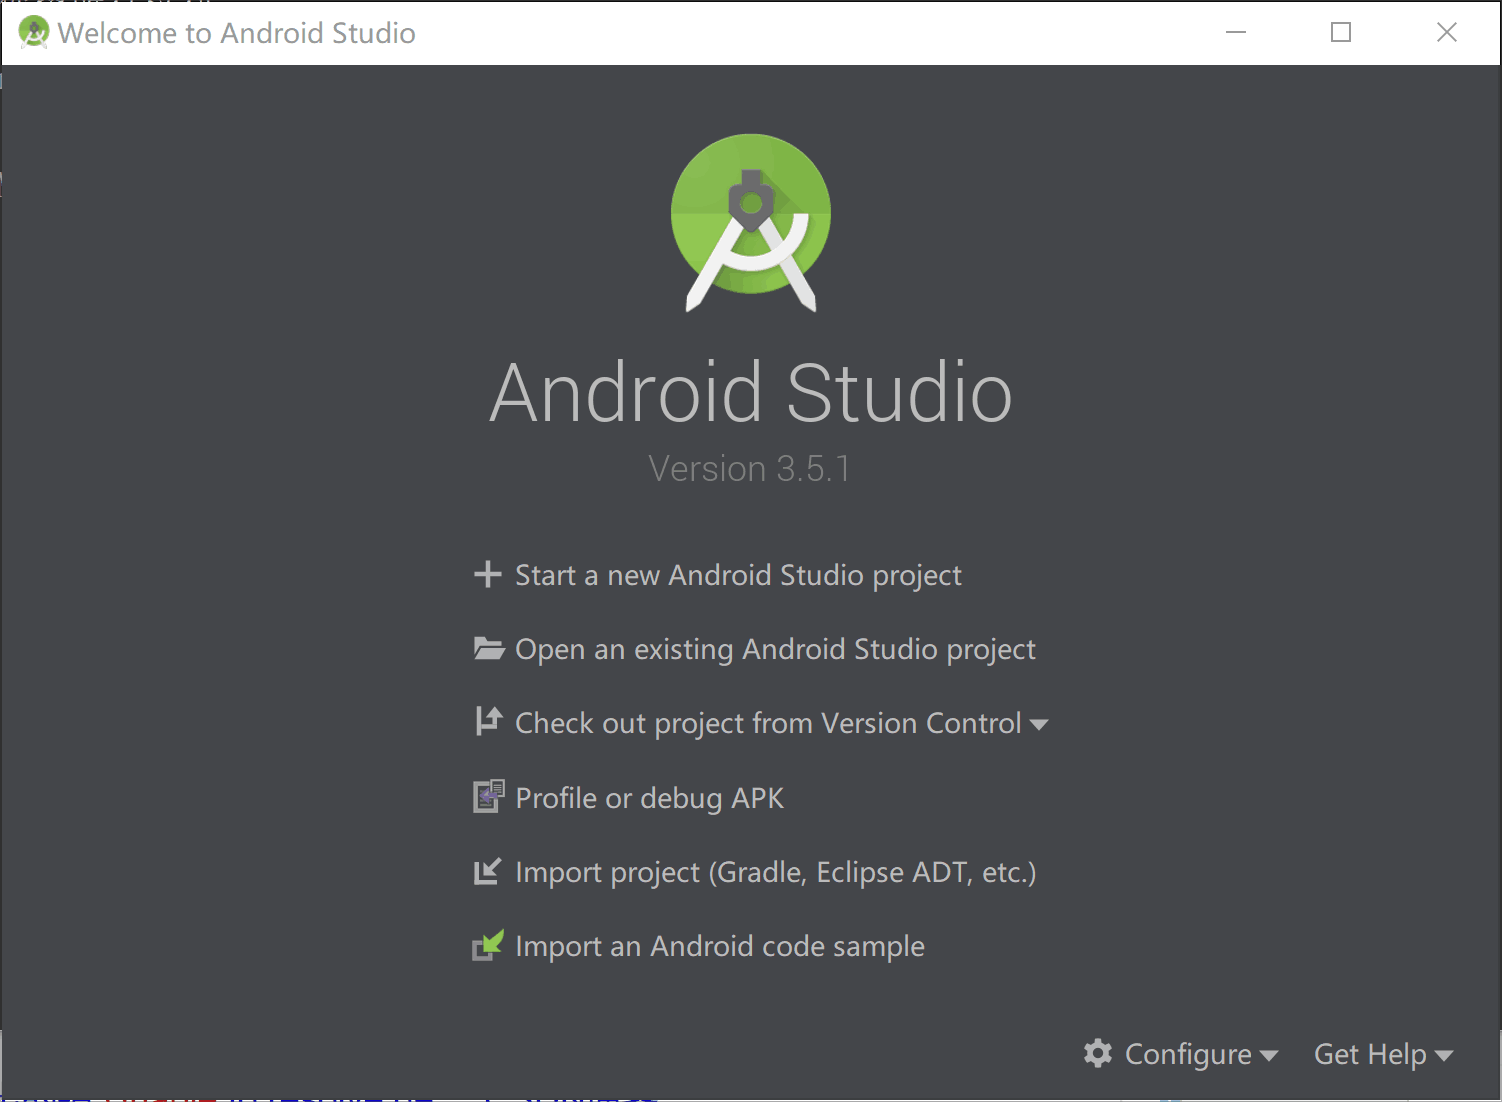 Welcome to Android Studio
Android Studio
Version 3.5.1
Start a new Android Studio project
Open an existing Android Studio project
Check out project from Version Control
Profile or debug APK
Import project (Gradle, Eclipse ADT, etc.)
Import an Android code sample
Configure
Get Help